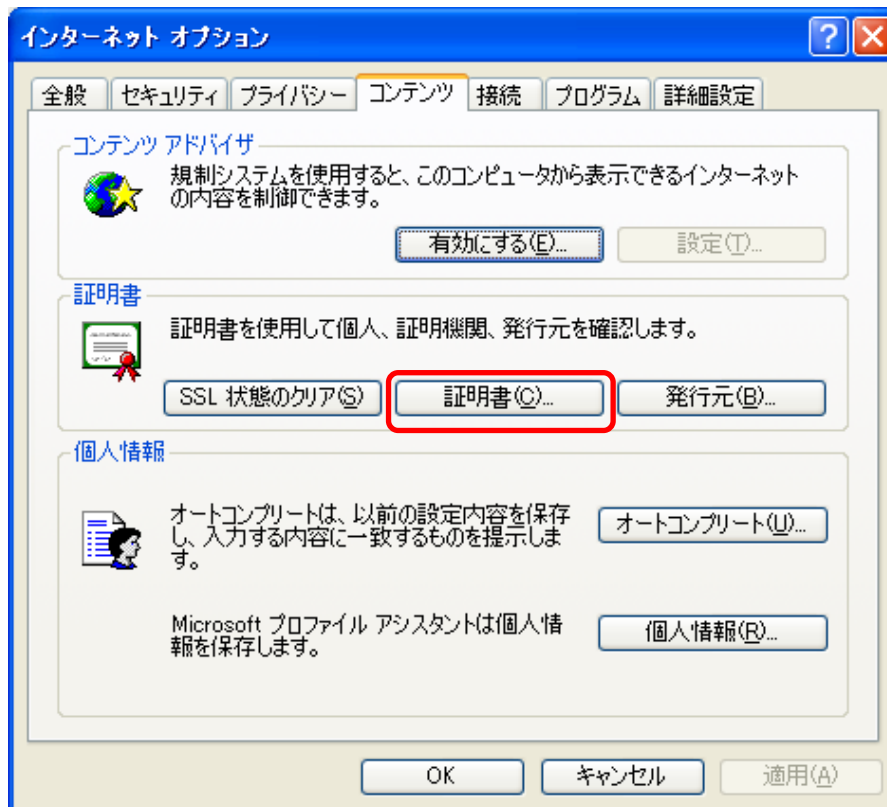 インターネット オプション
全般 セキュリティ プライバシー コンテンツ 接続 プログラム 詳細設定
コンテンツ アドバイザ
規制システムを使用すると、このコンピュータから表示できるインターネット
の内容を制御できます。
有効にする(E)... 設定(T)...
証明書
証明書を使用して個人、証明機関、発行元を確認します。
SSL 状態のクリア(S) 証明書(C)... 発行元(B)...
個人情報
オートコンプリートは、以前の設定内容を保存
し、入力する内容に一致するものを提示しま
す。
オートコンプリート(U)...
Microsoft プロファイル アシスタントは個人情
報を保存します。
個人情報(R)...
OK キャンセル 適用(A)